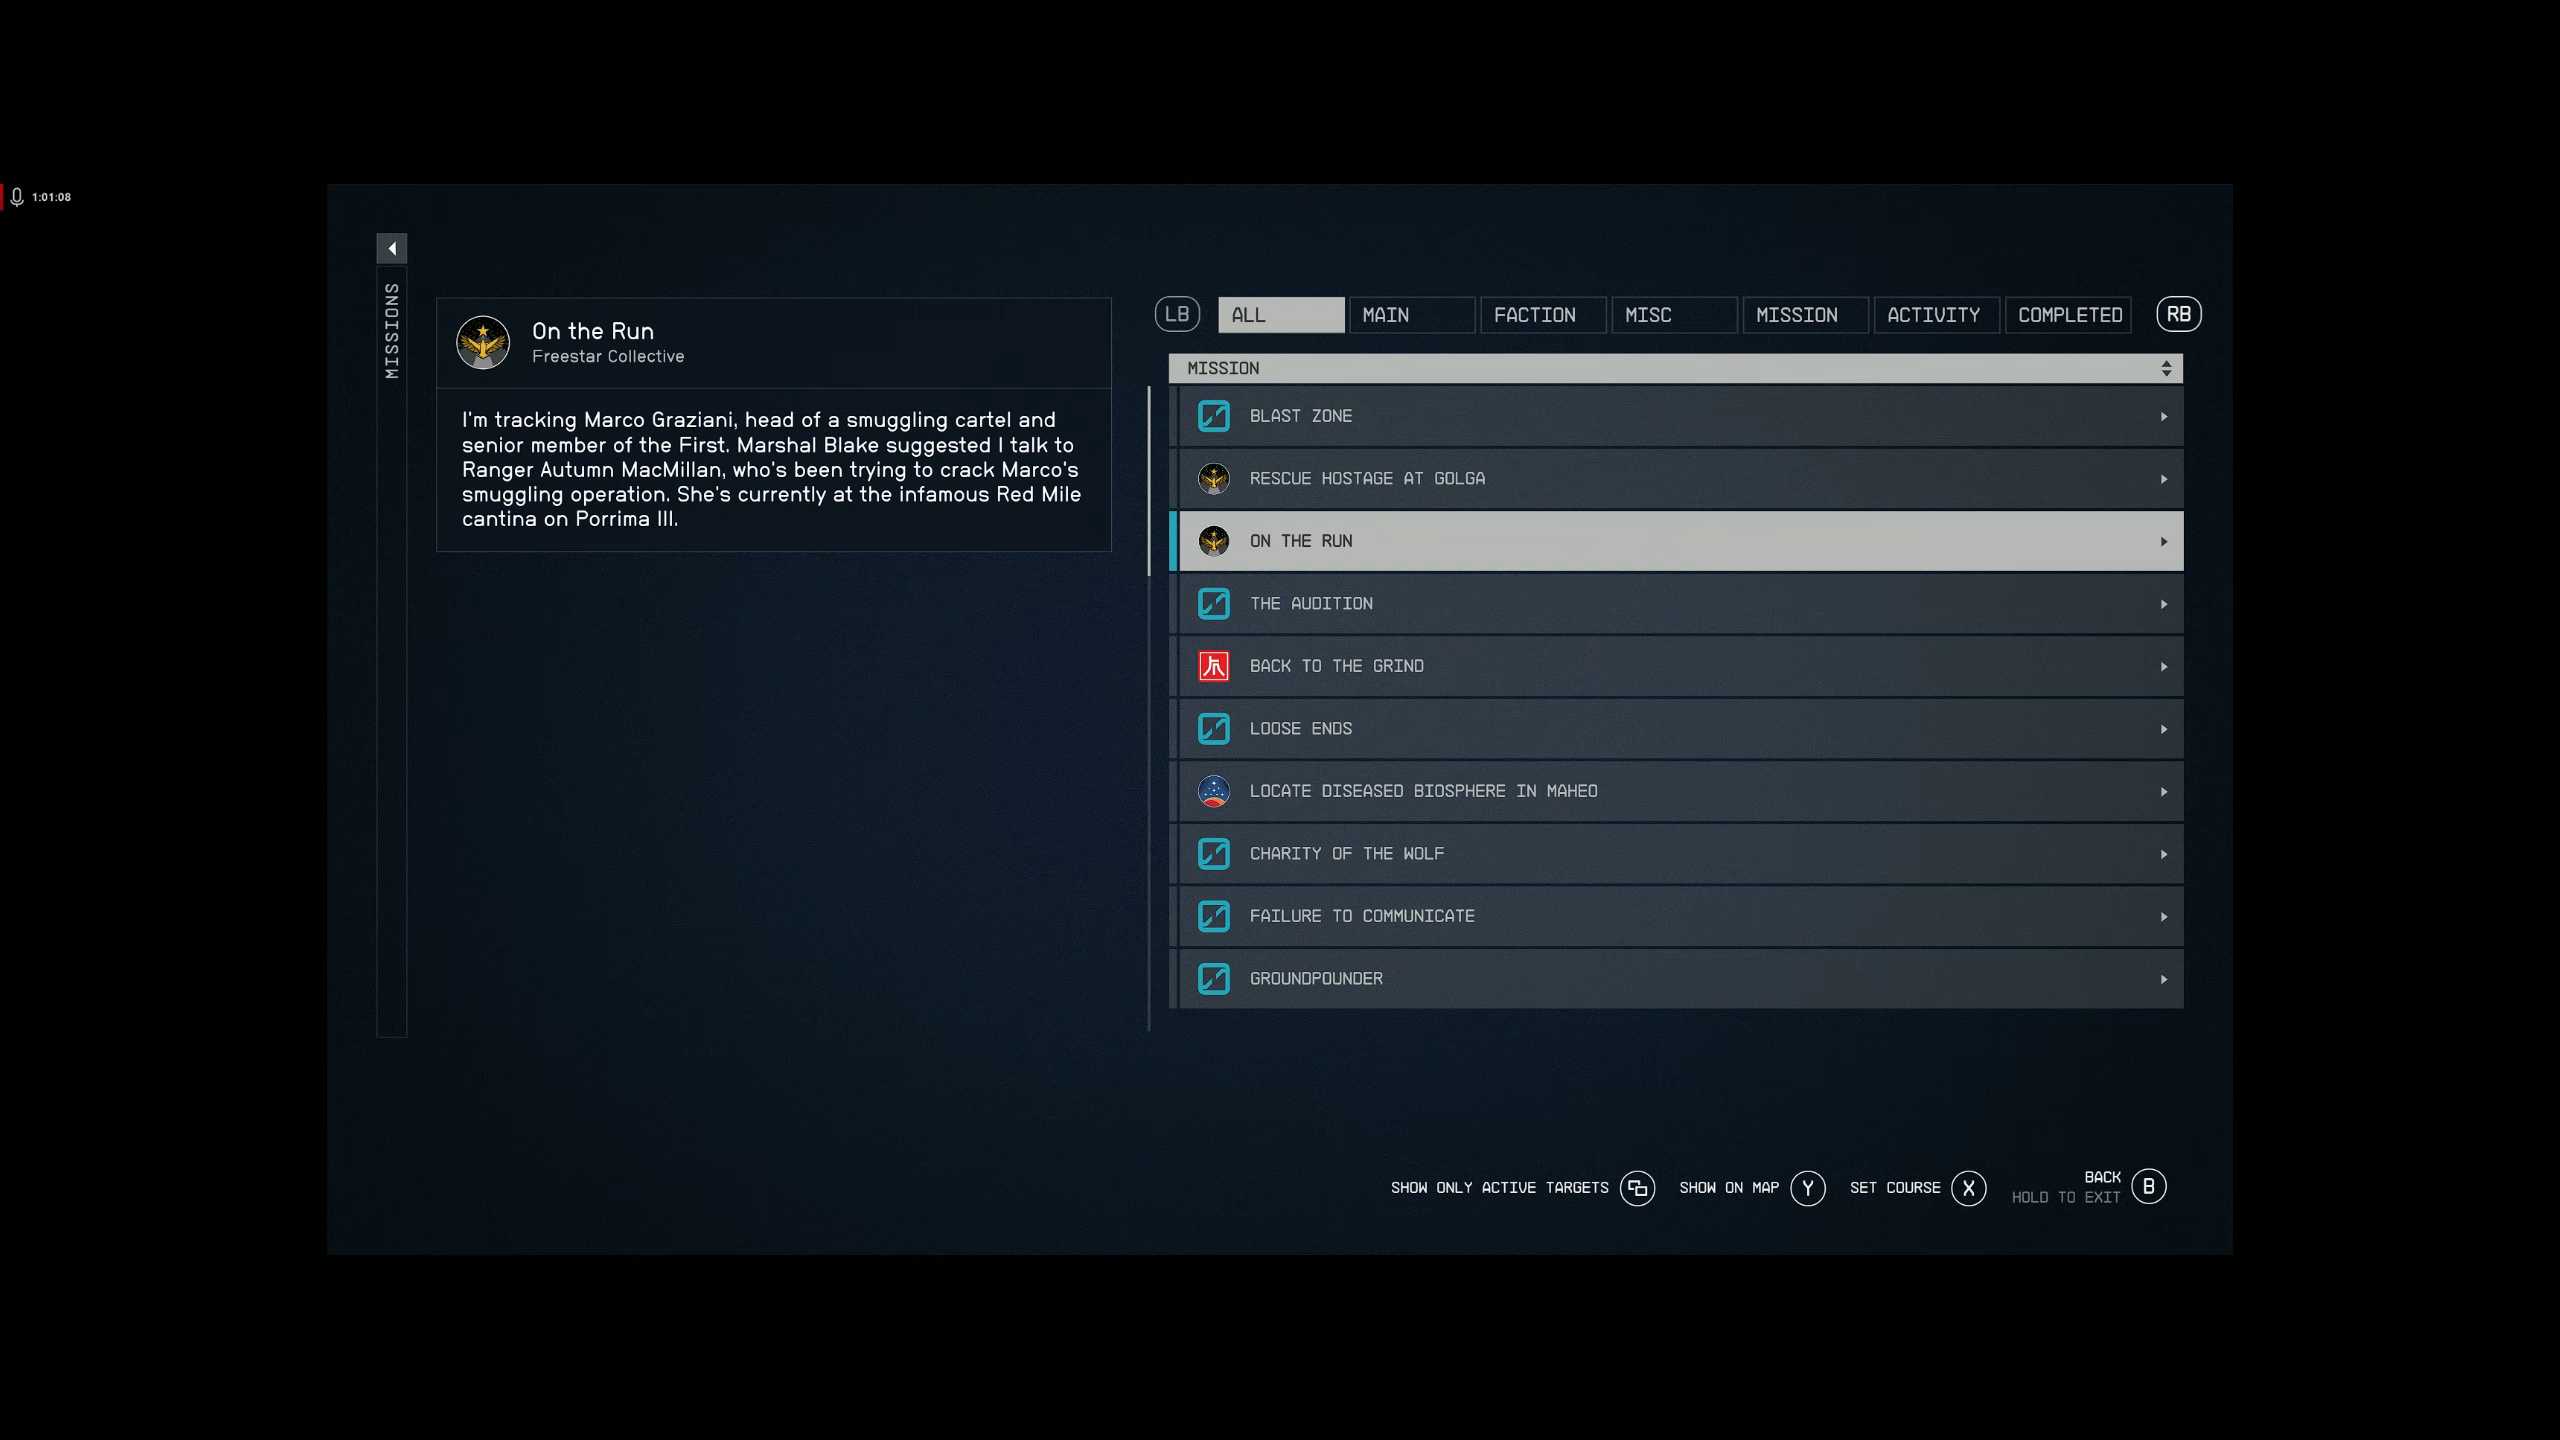 1:01:08
MISSIONS
On the Run
Freestar Collective
I'm tracking Marco Graziani, head of a smuggling cartel and
senior member of the First. Marshal Blake suggested I talk to
Ranger Autumn MacMillan, who's been trying to crack Marco's
smuggling operation. She's currently at the infamous Red Mile
cantina on Porrima III.
LB ALL MAIN FACTION MISC MISSION ACTIVITY COMPLETED RB
MISSION
BLAST ZONE
RESCUE HOSTAGE AT GOLGA
ON THE RUN
THE AUDITION
BACK TO THE GRIND
LOOSE ENDS
LOCATE DISEASED BIOSPHERE IN MAHEO
CHARITY OF THE WOLF
FAILURE TO COMMUNICATE
GROUNDPOUNDER
SHOW ONLY ACTIVE TARGETS SHOW ON MAP Y SET COURSE X BACK B
HOLD TO EXIT